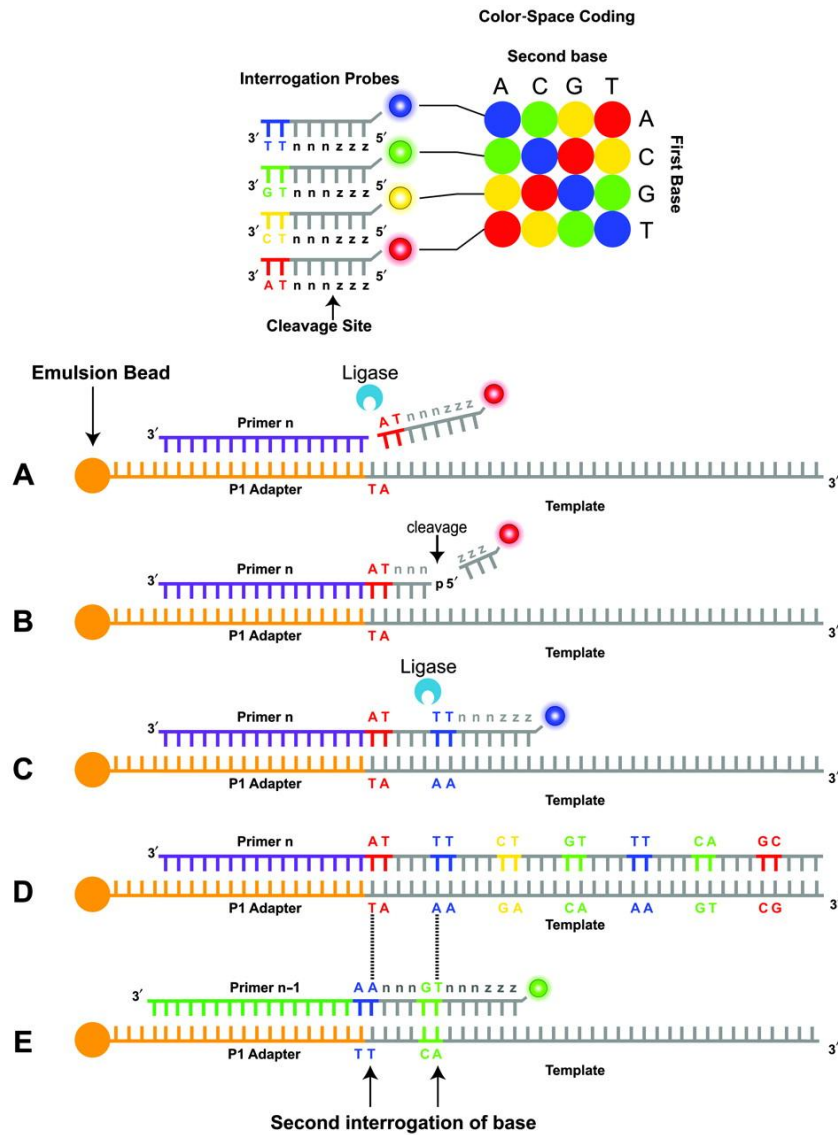 Color-Space Coding
Second base
Interrogation Probes
A C G T
3′ T T n n n z z z 5′
A
3′ G T n n n z z z 5′
C
3′ C T n n n z z z 5′
G
3′ A T n n n z z z 5′
T
First Base
Cleavage Site
Emulsion Bead
Ligase
A T n n n z z z
3′ Primer n
A
P1 Adapter T A
Template
3′
cleavage
A T n n n z z z
3′ Primer n p 5′
B
P1 Adapter T A
Template
3′
Ligase
3′ Primer n A T T T n n n z z z
C
P1 Adapter T A A A
Template
3′
3′ Primer n A T T T C T G T T T C A G C
D
P1 Adapter T A A A G A C A A A G T C G
Template
3′
3′ Primer n–1 A A n n n G T n n n z z z
E
P1 Adapter T T C A
Template
3′
Second interrogation of base